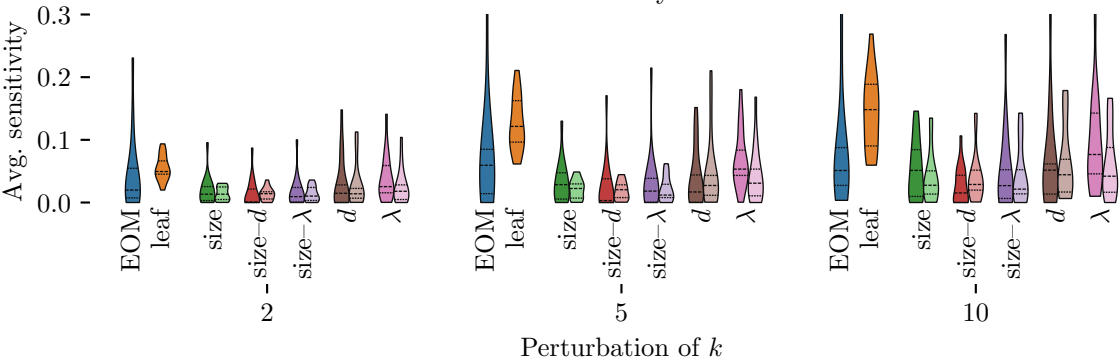 0.3
0.2
0.1
0.0
Avg. sensitivity
EOM leaf size size–d size–λ d λ
EOM leaf size size–d size–λ d λ
EOM leaf size size–d size–λ d λ
2 5 10
Perturbation of k